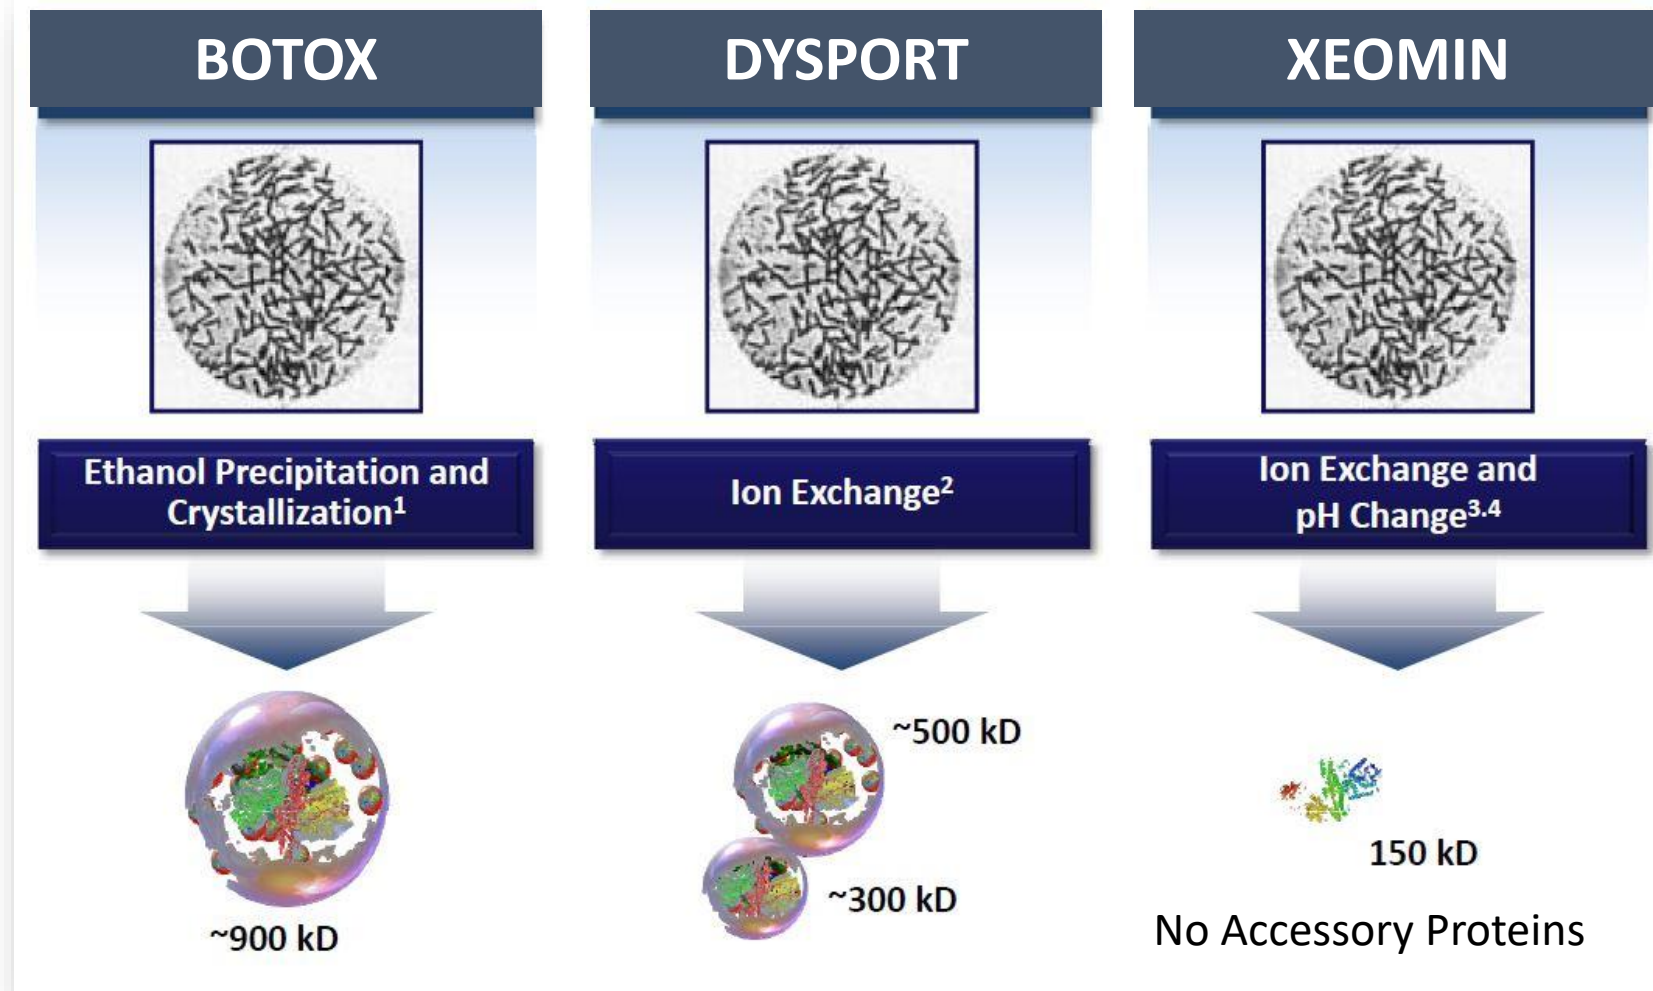 BOTOX
Ethanol Precipitation and
Crystallization¹
~900 kD
DYSPORT
Ion Exchange²
~500 kD
~300 kD
XEOMIN
Ion Exchange and
pH Change³·⁴
150 kD
No Accessory Proteins